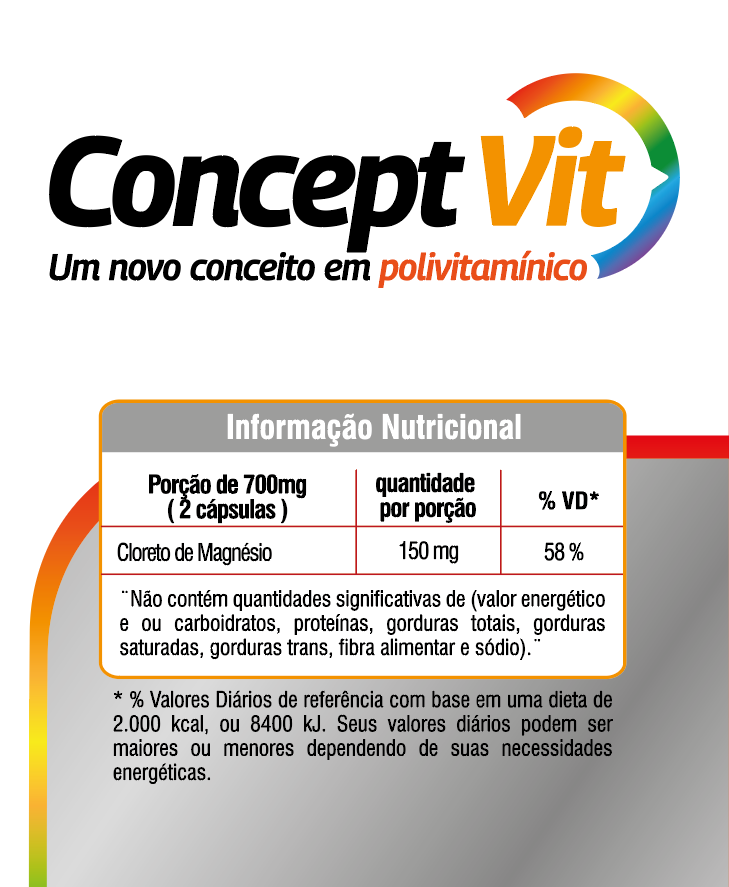 Concept Vit
Um novo conceito em polivitamínico
Informação Nutricional
Porção de 700mg
( 2 cápsulas )
quantidade
por porção
% VD*
Cloreto de Magnésio
150 mg
58 %
¨Não contém quantidades significativas de (valor energético
e ou carboidratos, proteínas, gorduras totais, gorduras
saturadas, gorduras trans, fibra alimentar e sódio).¨
* % Valores Diários de referência com base em uma dieta de
2.000 kcal, ou 8400 kJ. Seus valores diários podem ser
maiores ou menores dependendo de suas necessidades
energéticas.